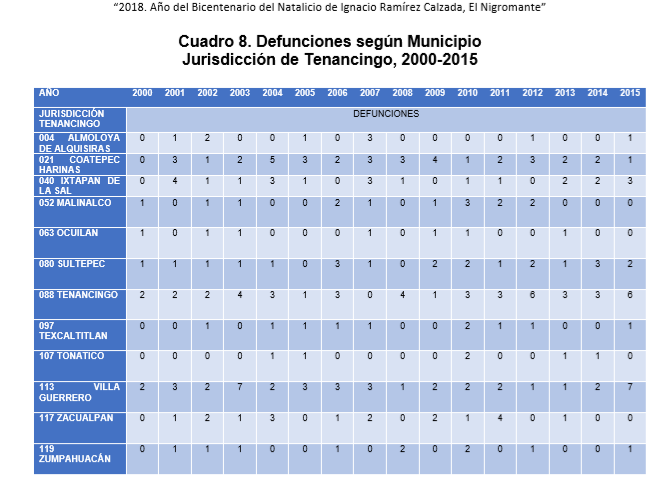 “2018. Año del Bicentenario del Natalicio de Ignacio Ramírez Calzada, El Nigromante”
Cuadro 8. Defunciones según Municipio
Jurisdicción de Tenancingo, 2000-2015
AÑO 2000 2001 2002 2003 2004 2005 2006 2007 2008 2009 2010 2011 2012 2013 2014 2015
JURISDICCIÓN
TENANCINGO DEFUNCIONES
004 ALMOLOYA
DE ALQUISIRAS 0 1 2 0 0 1 0 3 0 0 0 0 1 0 0 1
021 COATEPEC
HARINAS 0 3 1 2 5 3 2 3 3 4 1 2 3 2 2 1
040 IXTAPAN DE
LA SAL 0 4 1 1 3 1 0 3 1 0 1 1 0 2 2 3
052 MALINALCO 1 0 1 1 0 0 2 1 0 1 3 2 2 0 0 0
063 OCUILAN 1 0 1 1 0 0 0 1 0 1 1 0 0 1 0 0
080 SULTEPEC 1 1 1 1 1 0 3 1 0 2 2 1 2 1 3 2
088 TENANCINGO 2 2 2 4 3 1 3 0 4 1 3 3 6 3 3 6
097
TEXCALTITLAN 0 0 1 0 1 1 1 1 0 0 2 1 1 0 0 1
107 TONATICO 0 0 0 0 1 1 0 0 0 0 2 0 0 1 1 0
113 VILLA
GUERRERO 2 3 2 7 2 3 3 3 1 2 2 2 1 1 2 7
117 ZACUALPAN 0 1 2 1 3 0 1 2 0 2 1 4 0 1 0 0
119
ZUMPAHUACÁN 0 1 1 1 0 0 1 0 2 0 2 0 1 0 0 1